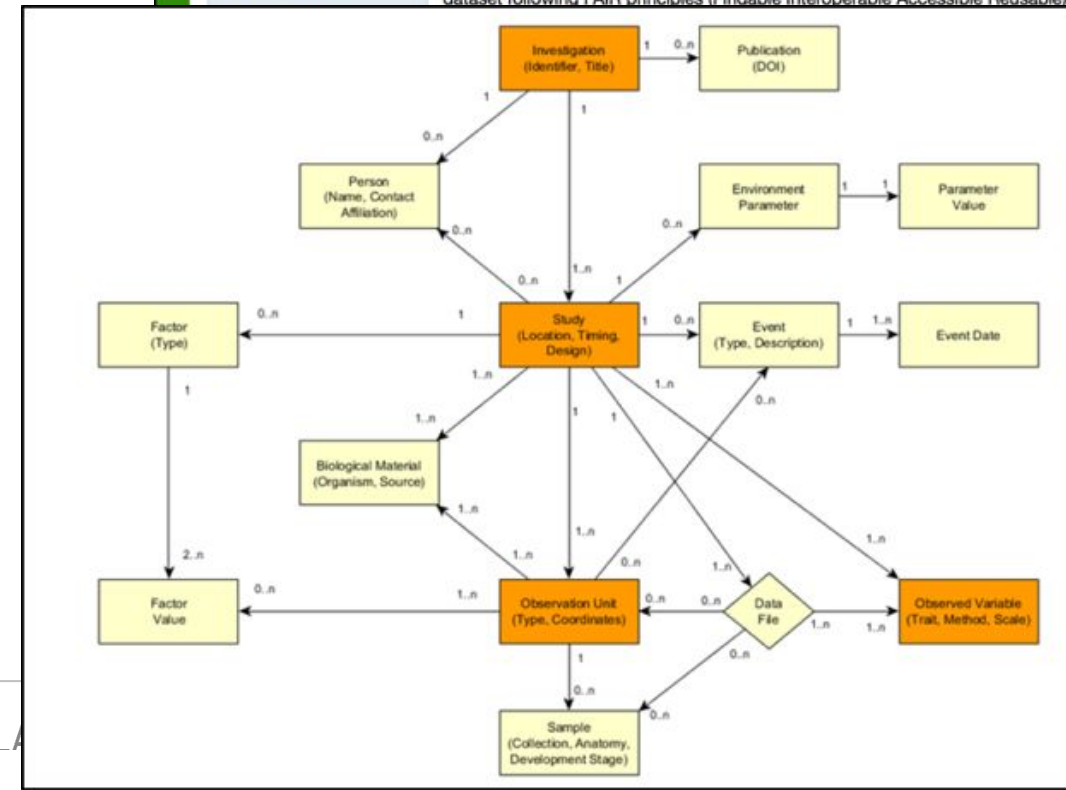 dataset following FAIR principles (Findable Interoperable Accessible Reusable)
Investigation
(Identifier, Title)
1
0..n
Publication
(DOI)
1
1
0..n
Person
(Name, Contact
Affiliation)
Environment
Parameter
1
1
Parameter
Value
0..n
0..n
0..n
1..n
1
Factor
(Type)
0..n
1
Study
(Location, Timing,
Design)
1
0..n
Event
(Type, Description)
1
1..n
Event Date
1
1..n
1..n
0..n
1..n
1
1
Biological Material
(Organism, Source)
1..n
1..n
1..n
2..n
1..n
0..n
1..n
Factor
Value
0..n
1..n
Observation Unit
(Type, Coordinates)
0..n
0..n
Data
File
1..n
1..n
Observed Variable
(Trait, Method, Scale)
1
0..n
0..n
0..n
Sample
(Collection, Anatomy,
Development Stage)